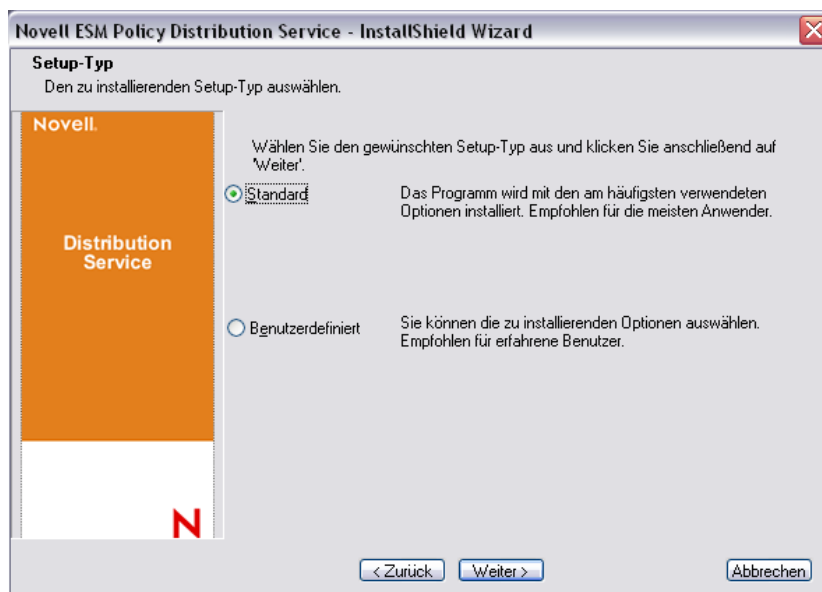 Novell ESM Policy Distribution Service - InstallShield Wizard
Setup-Typ
Den zu installierenden Setup-Typ auswählen.
Novell.
Distribution
Service
N
Wählen Sie den gewünschten Setup-Typ aus und klicken Sie anschließend auf
'Weiter'.
Standard
Das Programm wird mit den am häufigsten verwendeten
Optionen installiert. Empfohlen für die meisten Anwender.
Benutzerdefiniert
Sie können die zu installierenden Optionen auswählen.
Empfohlen für erfahrene Benutzer.
< Zurück
Weiter >
Abbrechen